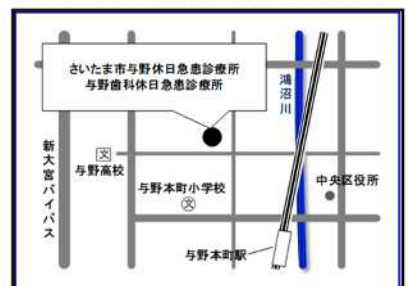 さいたま市与野休日急患診療所
与野歯科休日急患診療所
鴻沼川
新大宮バイパス
文
与野高校
与野本町小学校
文
中央区役所
与野本町駅